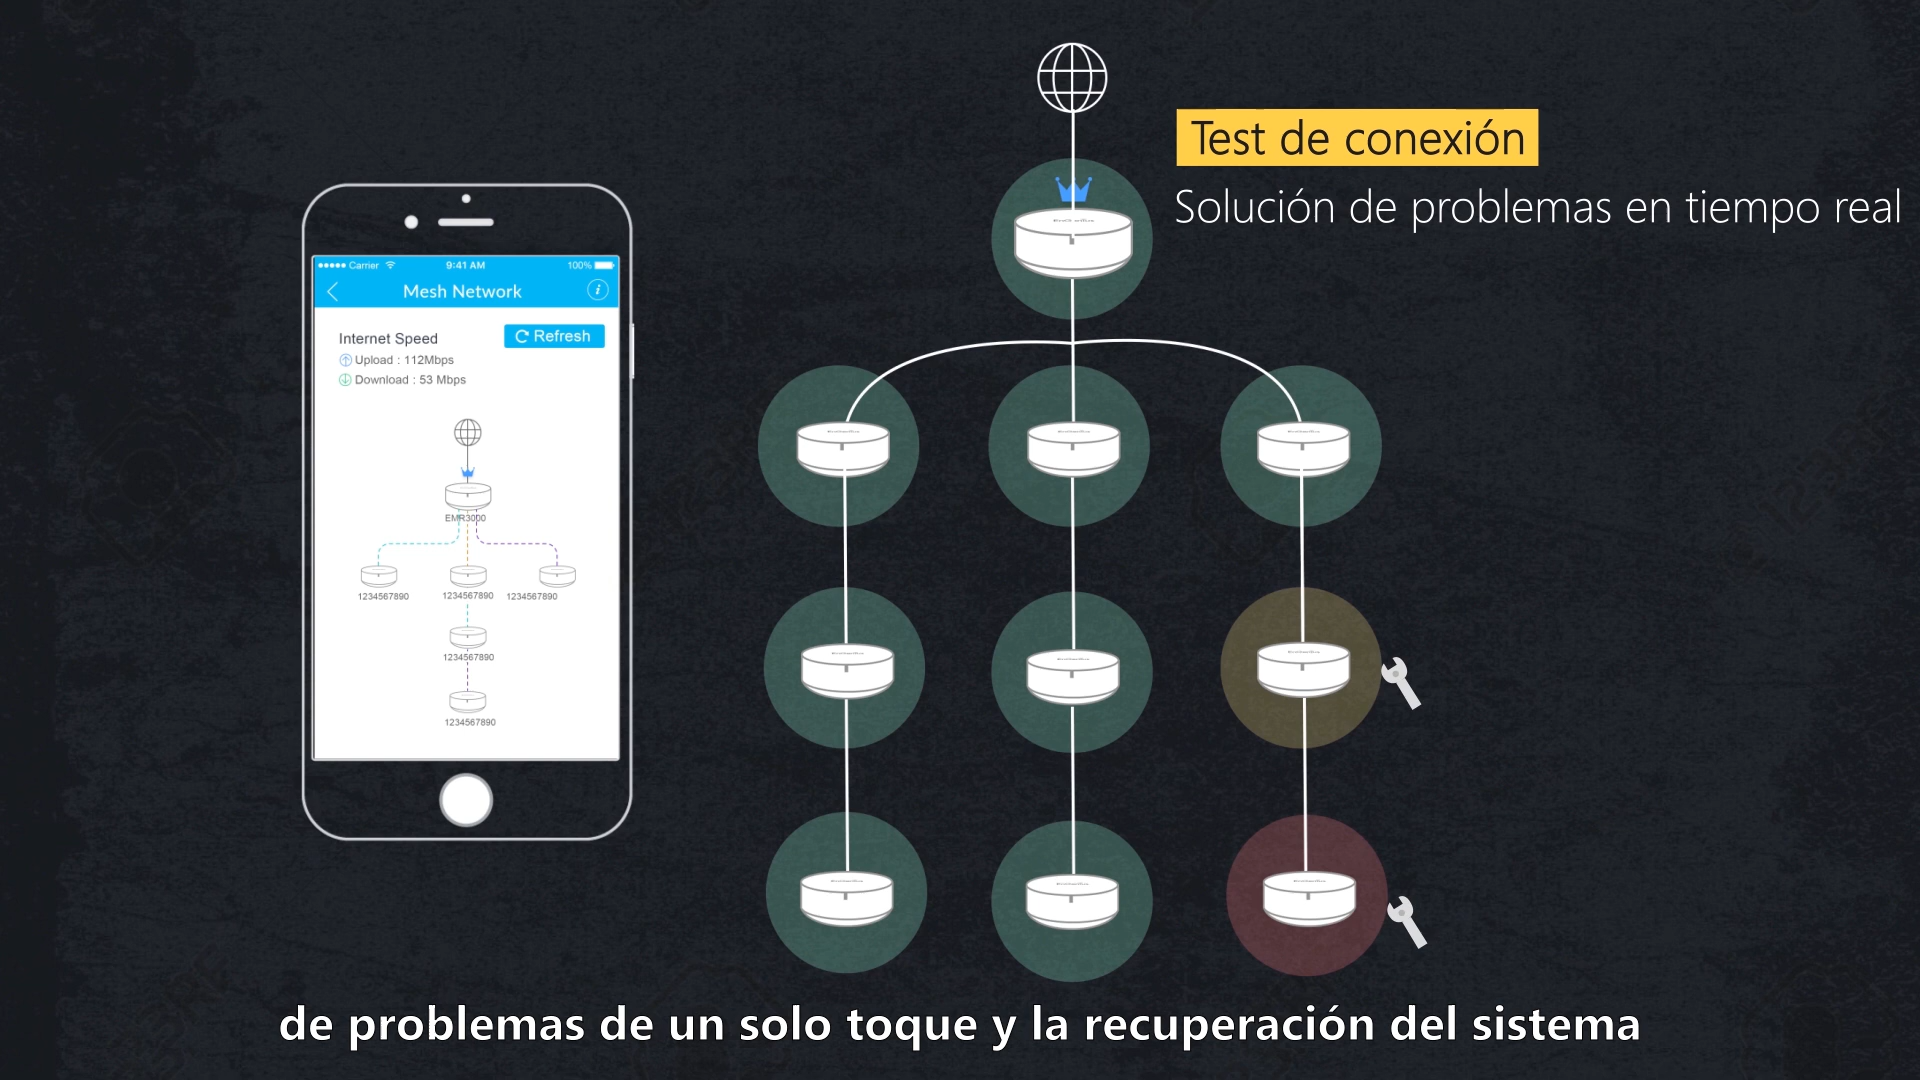 Test de conexión
Solución de problemas en tiempo real
Carrier
9:41 AM
100%
Mesh Network
i
Internet Speed
Refresh
Upload : 112Mbps
Download : 53 Mbps
EMR3000
1234567890
1234567890
1234567890
1234567890
1234567890
de problemas de un solo toque y la recuperación del sistema